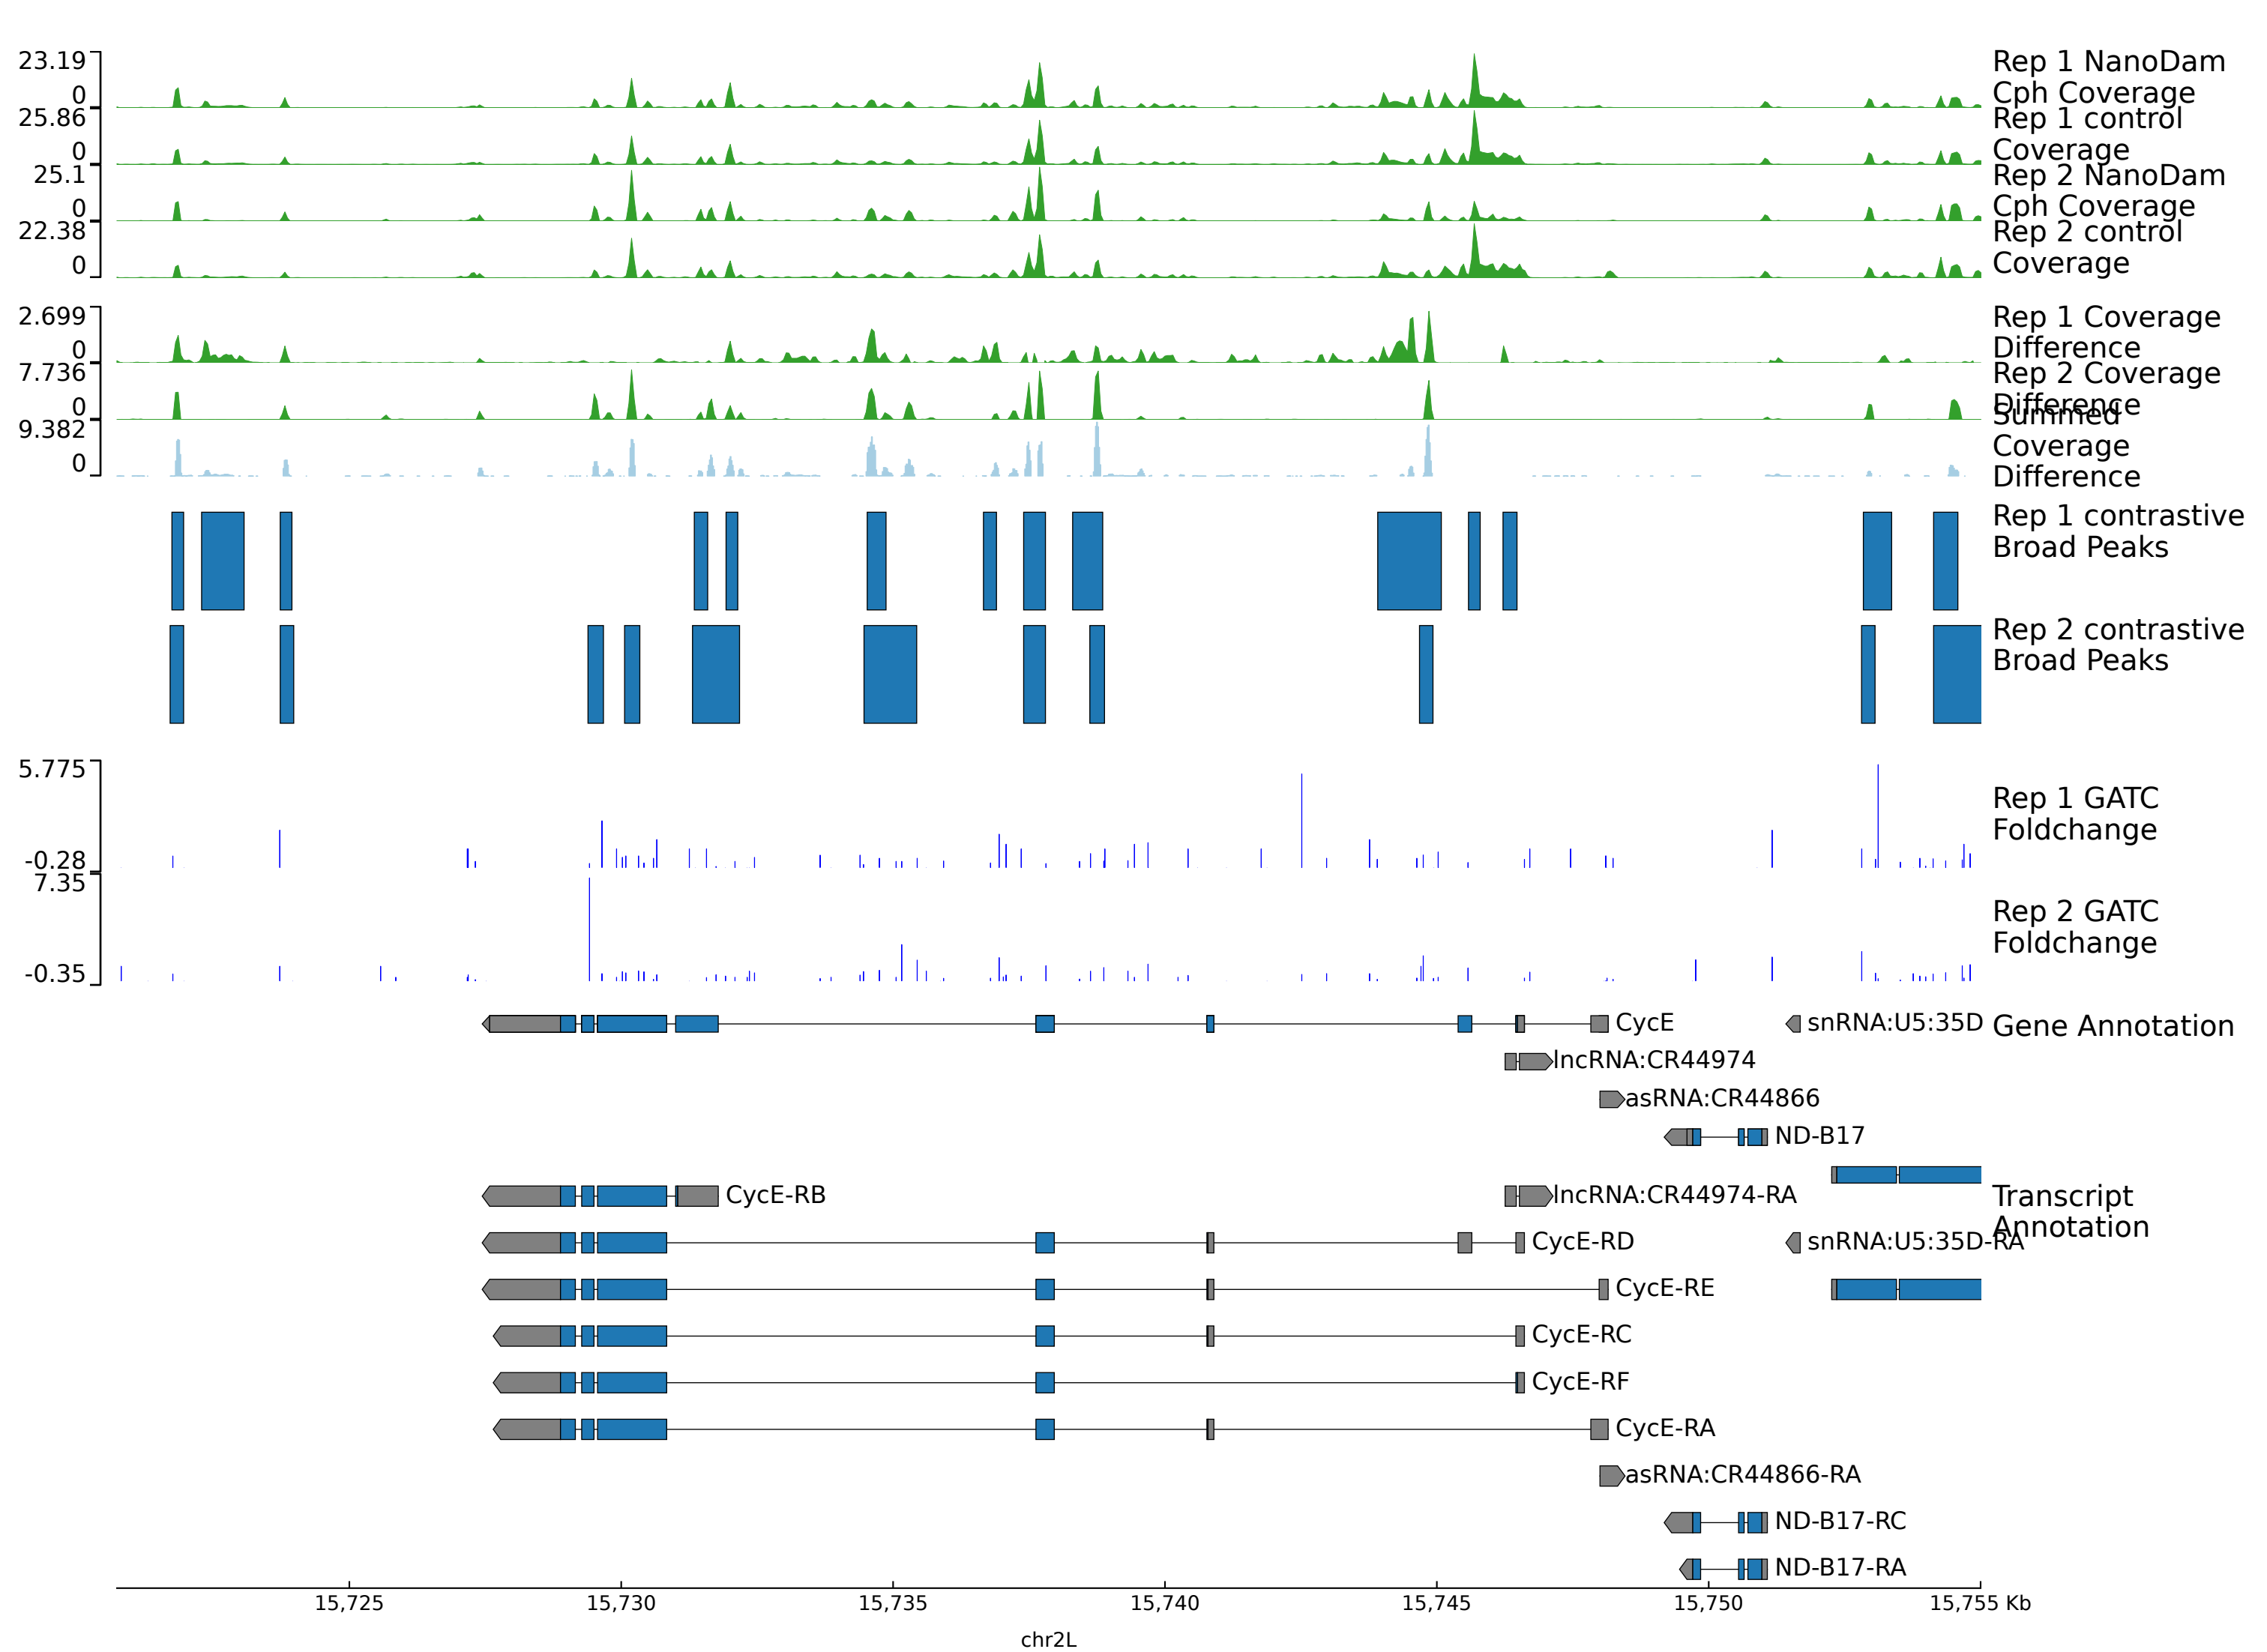 23.19
0
Rep 1 NanoDam
Cph Coverage
25.86
0
Rep 1 control
Coverage
25.1
0
Rep 2 NanoDam
Cph Coverage
22.38
0
Rep 2 control
Coverage
2.699
0
Rep 1 Coverage
Difference
7.736
0
Rep 2 Coverage
Difference
9.382
0
Summed
Coverage
Difference
Rep 1 contrastive
Broad Peaks
Rep 2 contrastive
Broad Peaks
5.775
-0.28
Rep 1 GATC
Foldchange
7.35
-0.35
Rep 2 GATC
Foldchange
CycE
snRNA:U5:35D
Gene Annotation
lncRNA:CR44974
asRNA:CR44866
ND-B17
CycE-RB
lncRNA:CR44974-RA
Transcript
Annotation
CycE-RD
snRNA:U5:35D-RA
CycE-RE
CycE-RC
CycE-RF
CycE-RA
asRNA:CR44866-RA
ND-B17-RC
ND-B17-RA
15,725
15,730
15,735
15,740
15,745
15,750
15,755 Kb
chr2L